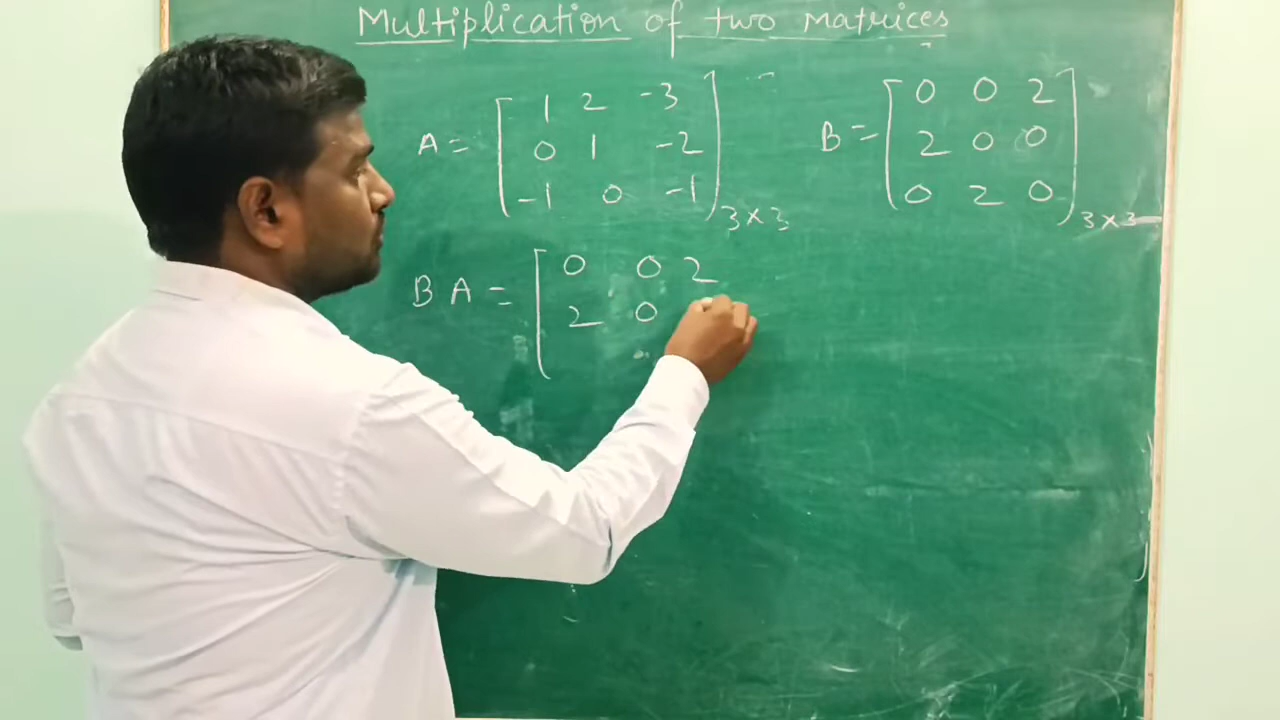 Multiplication of two matrices
A = [ 1 2 -3
0 1 -2
-1 0 -1 ] 3×3
B = [ 0 0 2
2 0 0
0 2 0 ] 3×3
BA = [ 0 0 2
2 0